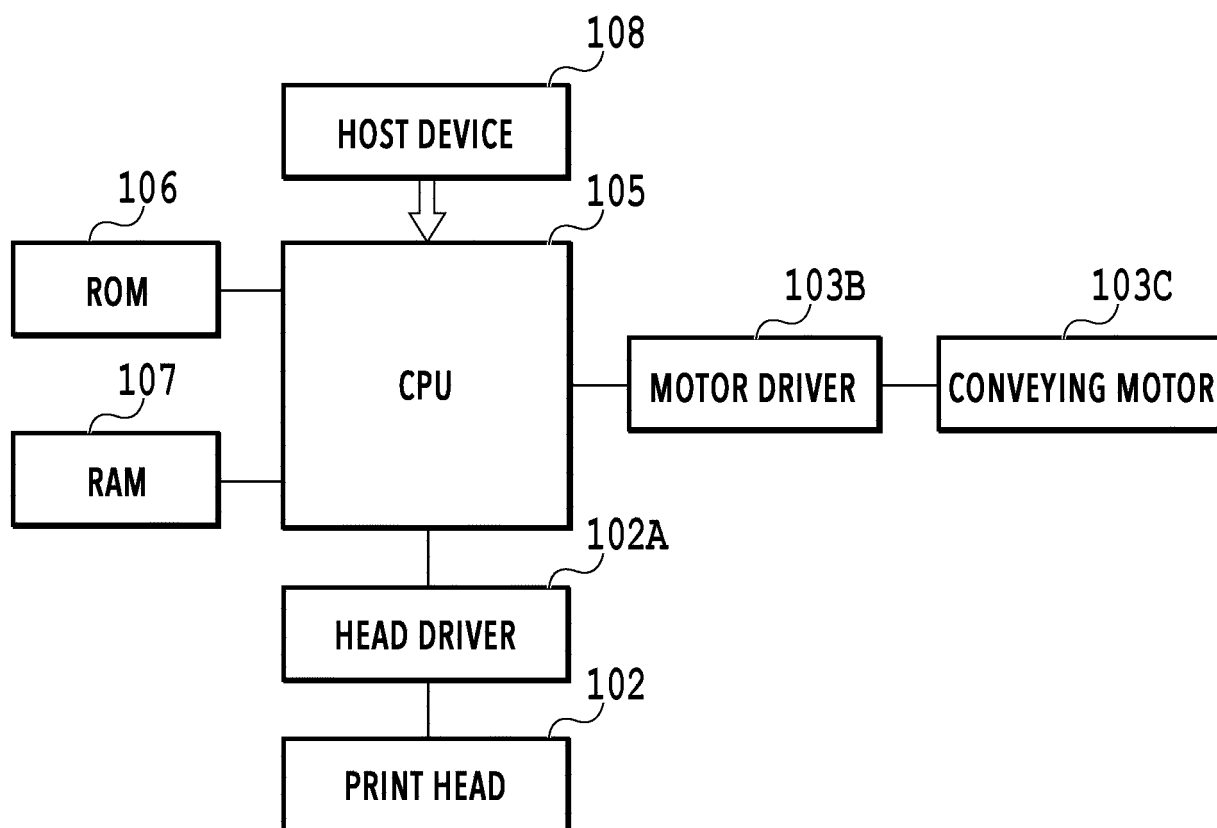 108
HOST DEVICE
106
105
ROM
103B
103C
107
CPU
MOTOR DRIVER
CONVEYING MOTOR
RAM
102A
HEAD DRIVER
102
PRINT HEAD